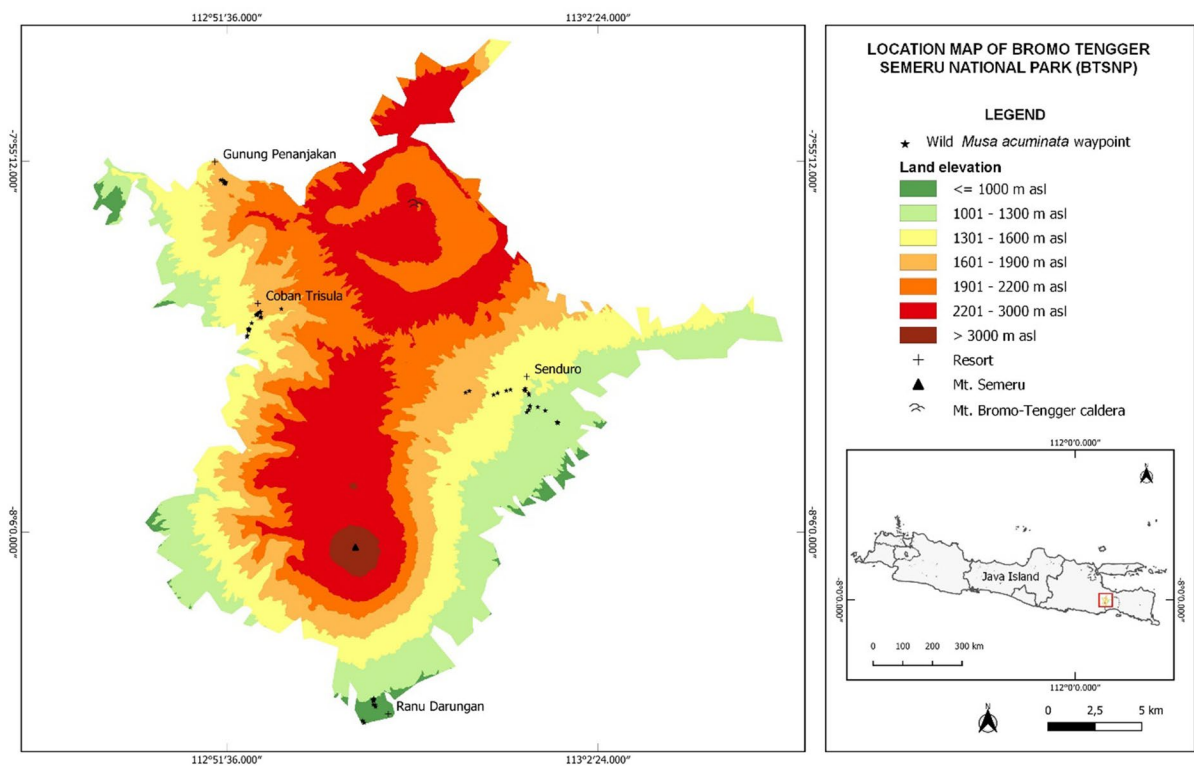 112°51'36.000"
113°2'24.000"
-7°55'12.000"
-7°55'12.000"
Gunung Penanjakan
Coban Trisula
Senduro
-8°6'0.000"
-8°6'0.000"
Ranu Darungan
112°51'36.000"
113°2'24.000"
LOCATION MAP OF BROMO TENGGER
SEMERU NATIONAL PARK (BTSNP)
LEGEND
Wild Musa acuminata waypoint
Land elevation
<= 1000 m asl
1001 - 1300 m asl
1301 - 1600 m asl
1601 - 1900 m asl
1901 - 2200 m asl
2201 - 3000 m asl
> 3000 m asl
Resort
Mt. Semeru
Mt. Bromo-Tengger caldera
112°0'0.000"
N
Java Island
-8°0'0.000"
-8°0'0.000"
0 100 200 300 km
112°0'0.000"
N
0 2,5 5 km